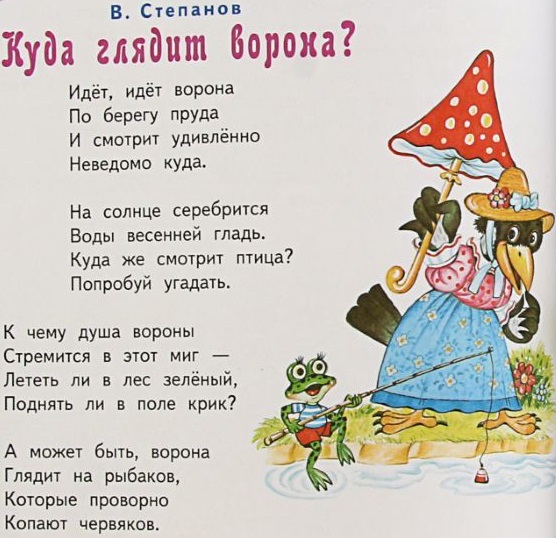 В. Степанов
Куда глядит ворона?
Идёт, идёт ворона
По берегу пруда
И смотрит удивлённо
Неведомо куда.
На солнце серебрится
Воды весенней гладь.
Куда же смотрит птица?
Попробуй угадать.
К чему душа вороны
Стремится в этот миг —
Лететь ли в лес зелёный,
Поднять ли в поле крик?
А может быть, ворона
Глядит на рыбаков,
Которые проворно
Копают червяков.